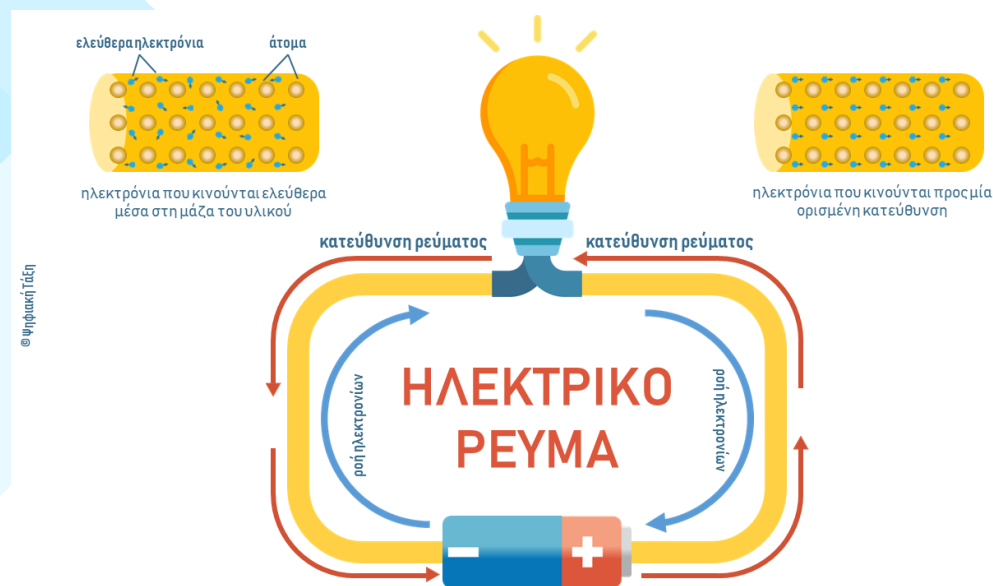 ελεύθερα ηλεκτρόνια
άτομα
ηλεκτρόνια που κινούνται ελεύθερα
μέσα στη μάζα του υλικού
ηλεκτρόνια που κινούνται προς μία
ορισμένη κατεύθυνση
κατεύθυνση ρεύματος
κατεύθυνση ρεύματος
© Ψηφιακή Τάξη
ροή ηλεκτρονίων
ΗΛΕΚΤΡΙΚΟ
ΡΕΥΜΑ
ροή ηλεκτρονίων
−
+